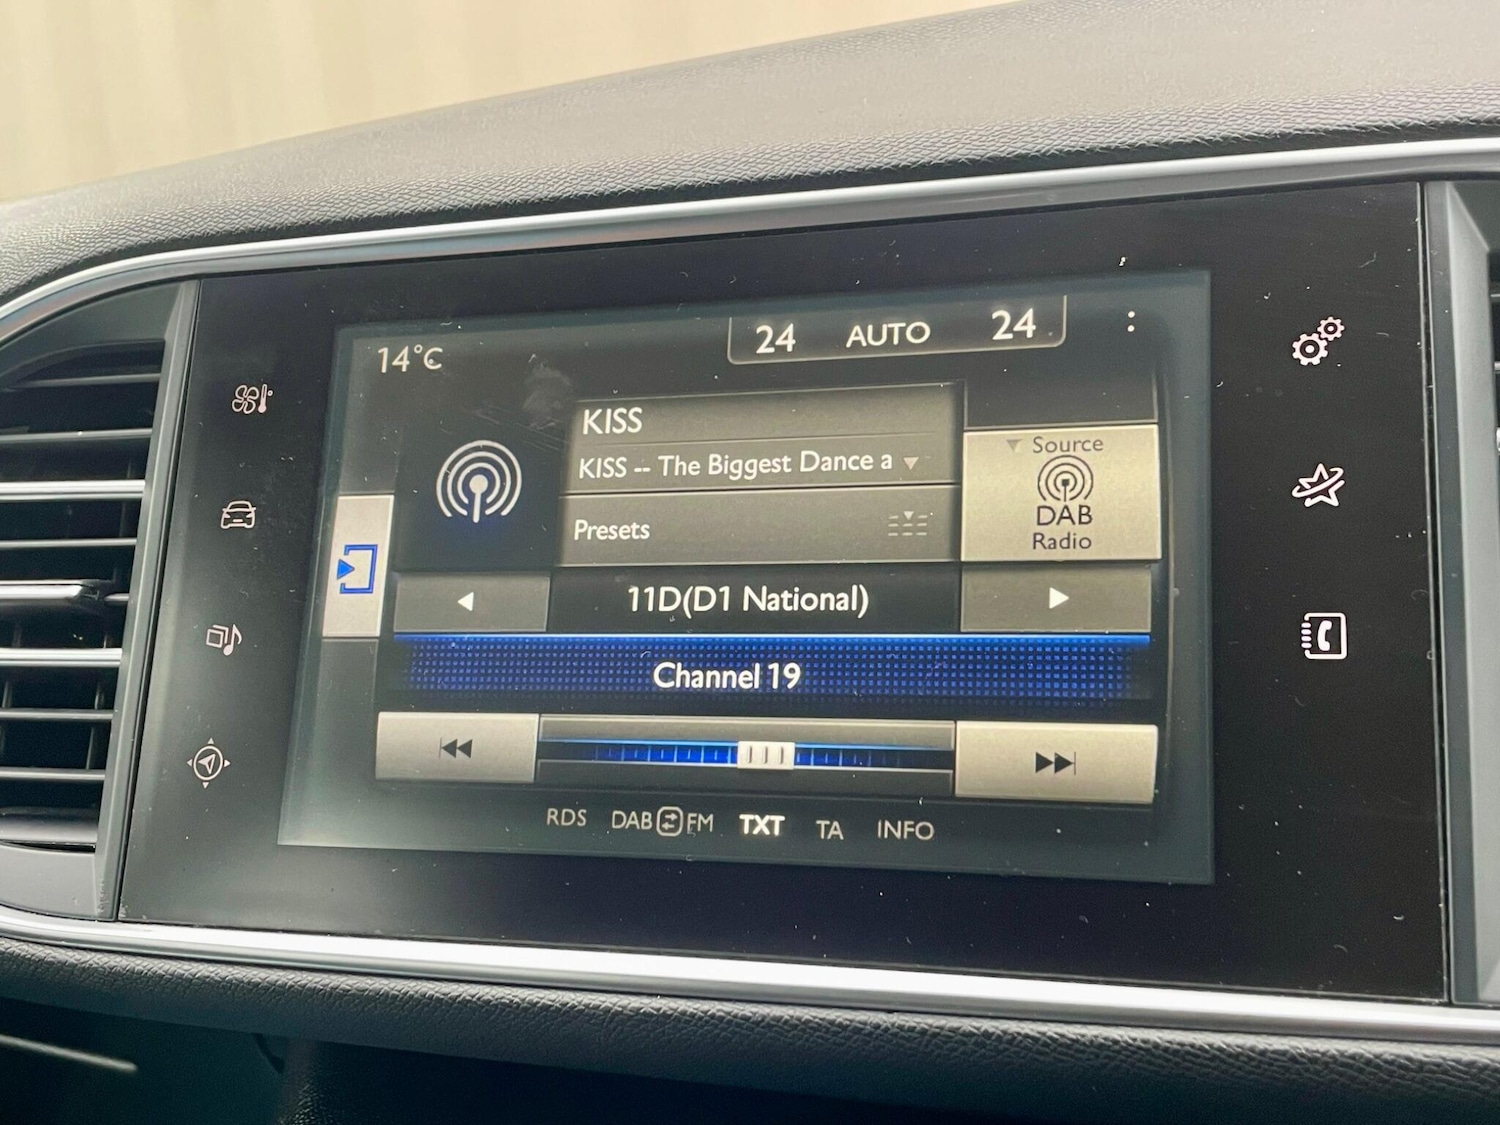 14°C
24 AUTO 24
KISS
KISS -- The Biggest Dance a
Presets
Source
DAB
Radio
11D(D1 National)
Channel 19
RDS DAB FM TXT TA INFO